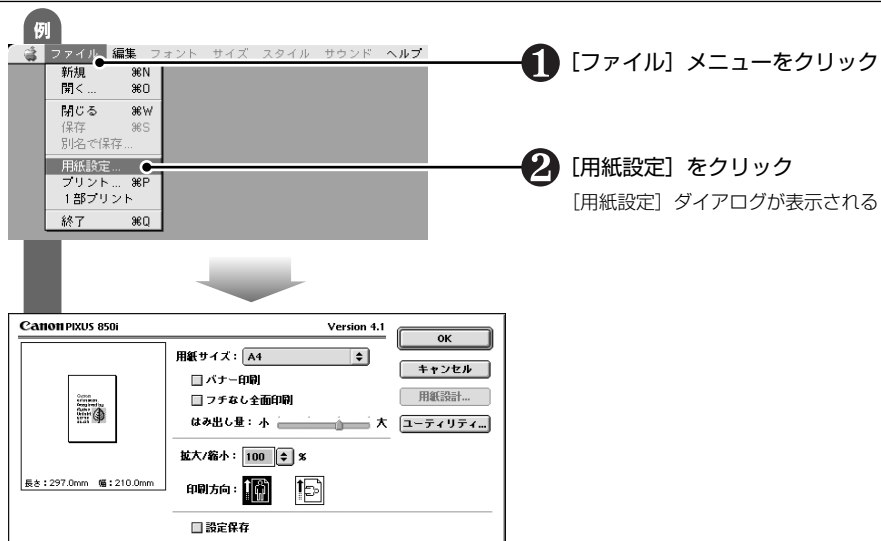 例
ファイル 編集 フォント サイズ スタイル サウンド ヘルプ
新規 ⌘N
開く... ⌘O
閉じる ⌘W
保存 ⌘S
別名で保存...
用紙設定...
プリント... ⌘P
1部プリント
終了 ⌘Q
❶ [ファイル] メニューをクリック
❷ [用紙設定] をクリック
[用紙設定] ダイアログが表示される
Canon PIXUS 850i Version 4.1
用紙サイズ: A4
バナー印刷
フチなし全面印刷
はみ出し量: 小 大
拡大/縮小: 100 %
印刷方向:
設定保存
長さ:297.0mm 幅:210.0mm
OK
キャンセル
用紙設計...
ユーティリティ...